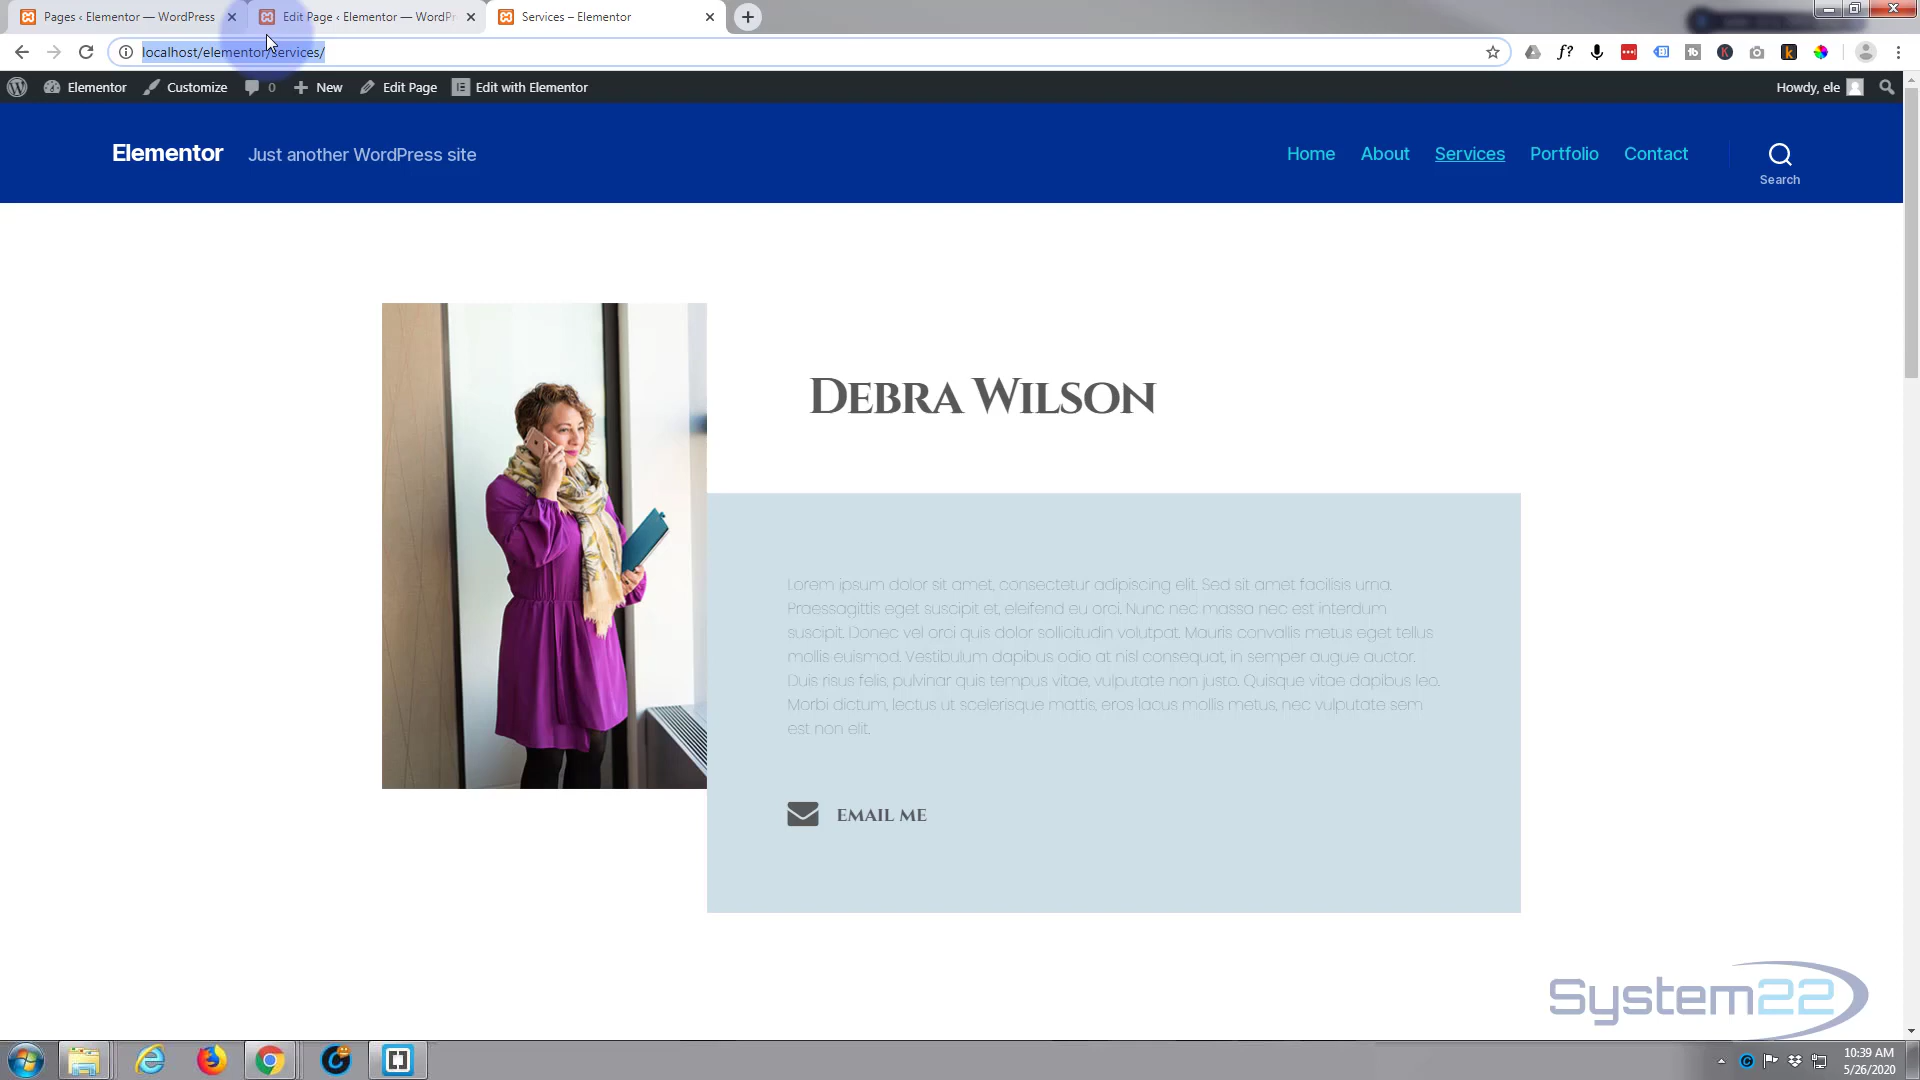 Pages ‹ Elementor — WordPress
Edit Page ‹ Elementor — WordPr
Services – Elementor
localhost/elementor/services/
Elementor
Customize
0
New
Edit Page
Edit with Elementor
Howdy, ele
Elementor
Just another WordPress site
Home
About
Services
Portfolio
Contact
Search
Debra Wilson
Lorem ipsum dolor sit amet, consectetur adipiscing elit. Sed sit amet facilisis urna.
Praessagittis eget suscipit et, eleifend eu orci. Nunc nec massa nec est interdum
suscipit. Donec vel orci quis dolor sollicitudin volutpat. Mauris convallis metus eget tellus
mollis euismod. Vestibulum dapibus odio at nisl consequat, in semper augue auctor.
Duis risus felis, pulvinar quis tempus vitae, vulputate non justo. Quisque vitae dapibus leo.
Morbi dictum, lectus ut scelerisque mattis, eros lacus mollis metus, nec vulputate sem
est non elit.
EMAIL ME
System22
10:39 AM
5/26/2020